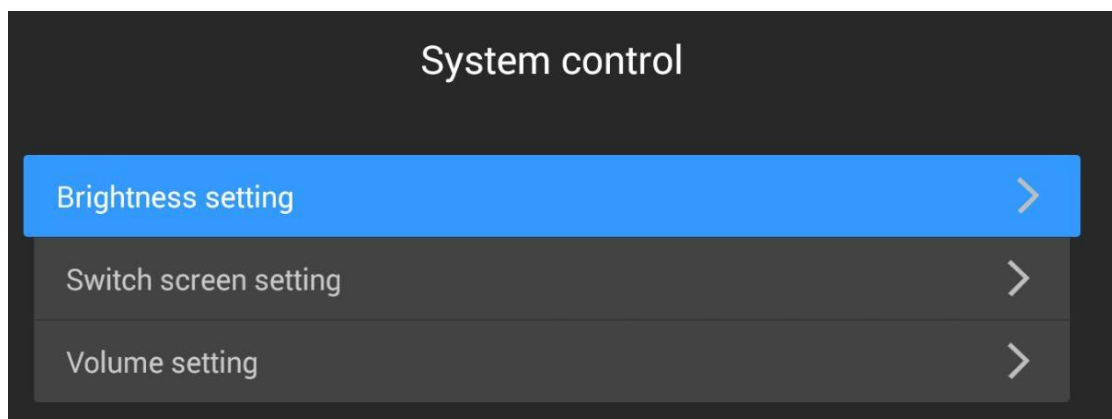 System control
Brightness setting
Switch screen setting
Volume setting